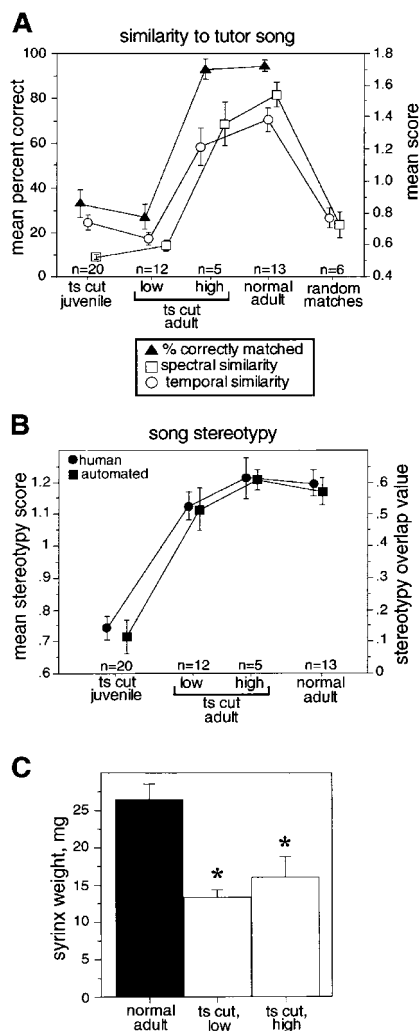 A
similarity to tutor song
100
80
60
40
20
0
mean percent correct
1.8
1.6
1.4
1.2
1.0
0.8
0.6
0.4
mean score
n=20 n=12 n=5 n=13 n=6
ts cut juvenile low high normal adult random matches
ts cut adult
% correctly matched
spectral similarity
temporal similarity
B
song stereotypy
human
automated
1.2
1.1
1
.9
.8
.7
.6
mean stereotypy score
.6
.5
.4
.3
.2
.1
0
stereotypy overlap value
n=20 n=12 n=5 n=13
ts cut juvenile low high normal adult
ts cut adult
C
25
20
15
10
5
0
syrinx weight, mg
* *
normal adult ts cut, low ts cut, high